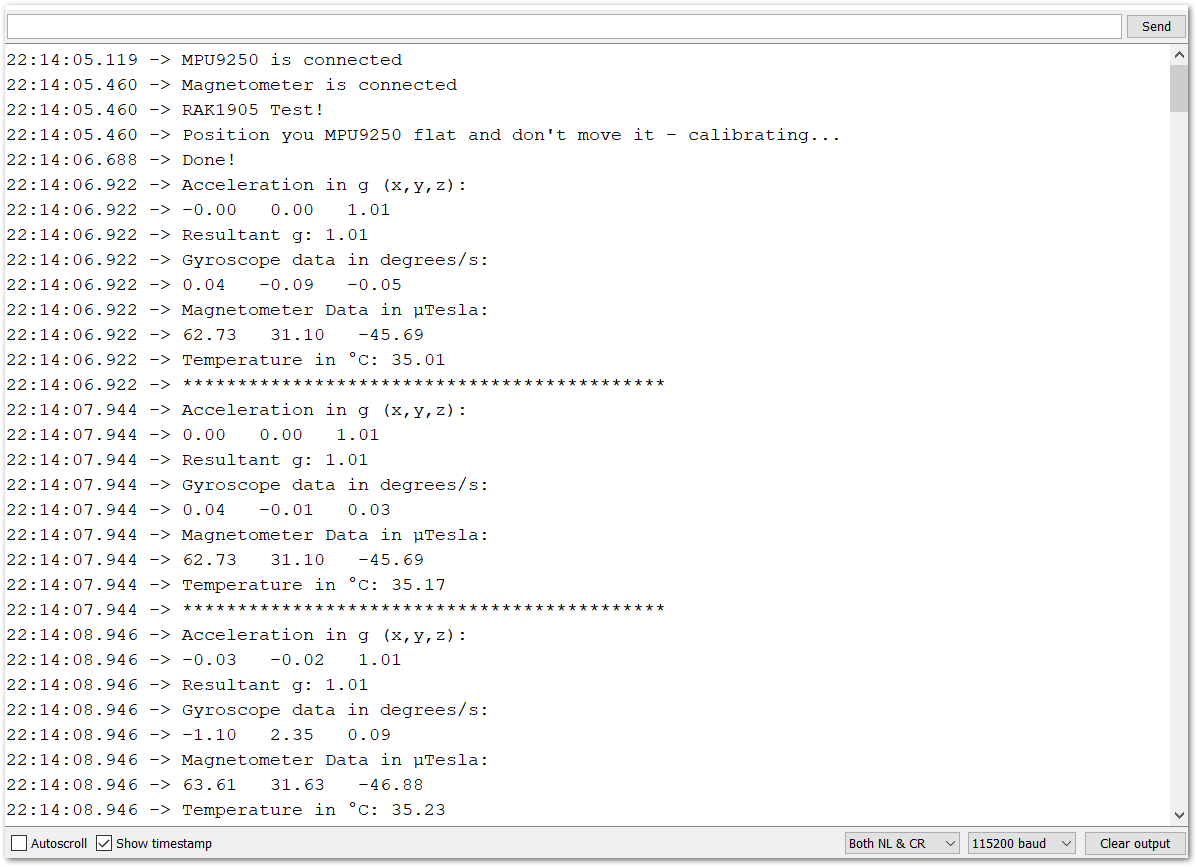 Send
22:14:05.119 -> MPU9250 is connected
22:14:05.460 -> Magnetometer is connected
22:14:05.460 -> RAK1905 Test!
22:14:05.460 -> Position you MPU9250 flat and don't move it - calibrating...
22:14:06.688 -> Done!
22:14:06.922 -> Acceleration in g (x,y,z):
22:14:06.922 -> -0.00   0.00   1.01
22:14:06.922 -> Resultant g: 1.01
22:14:06.922 -> Gyroscope data in degrees/s:
22:14:06.922 -> 0.04   -0.09   -0.05
22:14:06.922 -> Magnetometer Data in µTesla:
22:14:06.922 -> 62.73   31.10   -45.69
22:14:06.922 -> Temperature in °C: 35.01
22:14:06.922 -> ********************************************
22:14:07.944 -> Acceleration in g (x,y,z):
22:14:07.944 -> 0.00   0.00   1.01
22:14:07.944 -> Resultant g: 1.01
22:14:07.944 -> Gyroscope data in degrees/s:
22:14:07.944 -> 0.04   -0.01   0.03
22:14:07.944 -> Magnetometer Data in µTesla:
22:14:07.944 -> 62.73   31.10   -45.69
22:14:07.944 -> Temperature in °C: 35.17
22:14:07.944 -> ********************************************
22:14:08.946 -> Acceleration in g (x,y,z):
22:14:08.946 -> -0.03   -0.02   1.01
22:14:08.946 -> Resultant g: 1.01
22:14:08.946 -> Gyroscope data in degrees/s:
22:14:08.946 -> -1.10   2.35   0.09
22:14:08.946 -> Magnetometer Data in µTesla:
22:14:08.946 -> 63.61   31.63   -46.88
22:14:08.946 -> Temperature in °C: 35.23
Autoscroll Show timestamp Both NL & CR 115200 baud Clear output